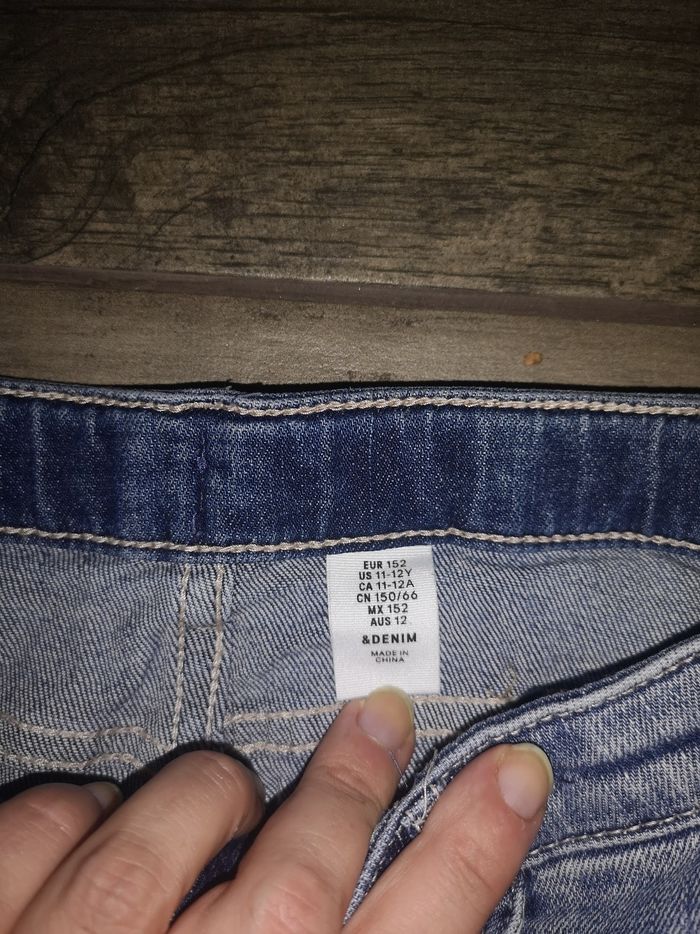 EUR 152
US 11-12Y
CA 11-12A
CN 150/66
MX 152
AUS 12
&DENIM
MADE IN
CHINA